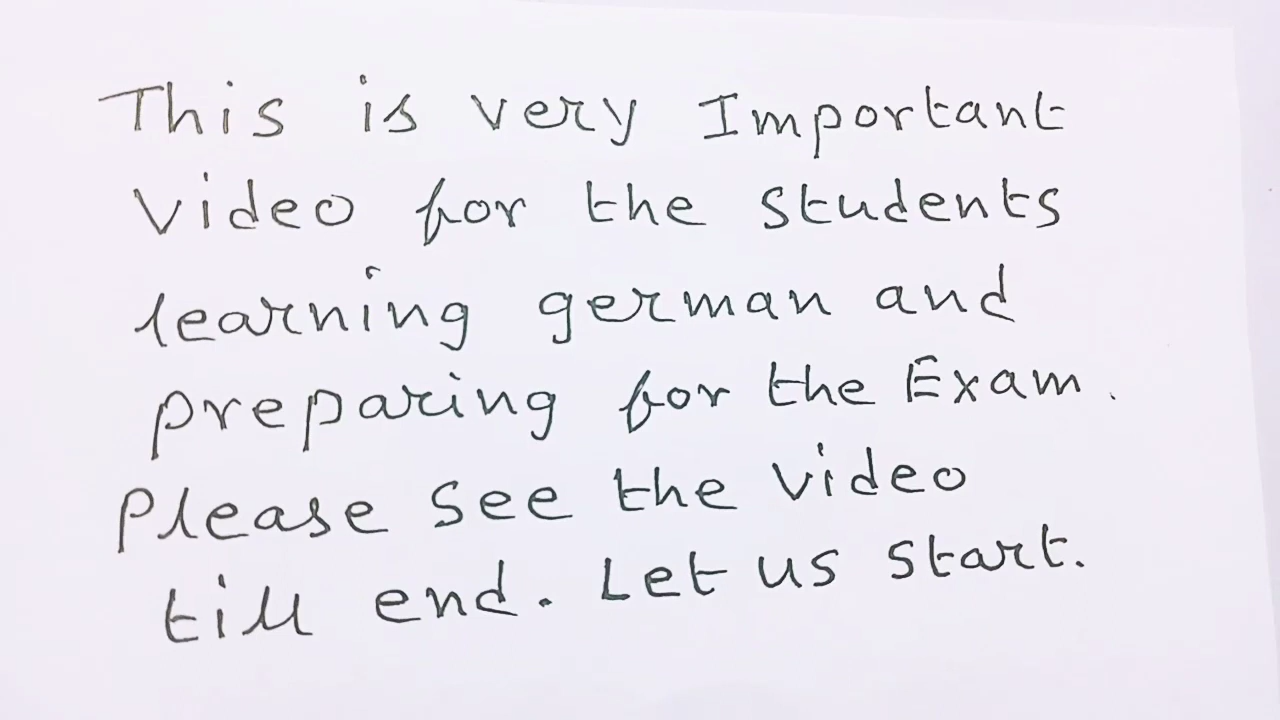 This is very Important
Video for the students
learning german and
preparing for the Exam.
Please see the video
till end. Let us start.